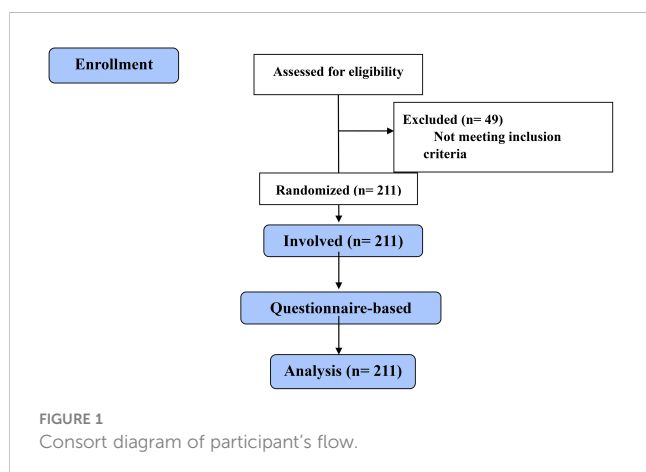 Enrollment
Assessed for eligibility
Excluded (n= 49)
Not meeting inclusion
criteria
Randomized (n= 211)
Involved (n= 211)
Questionnaire-based
Analysis (n= 211)
FIGURE 1
Consort diagram of participant’s flow.